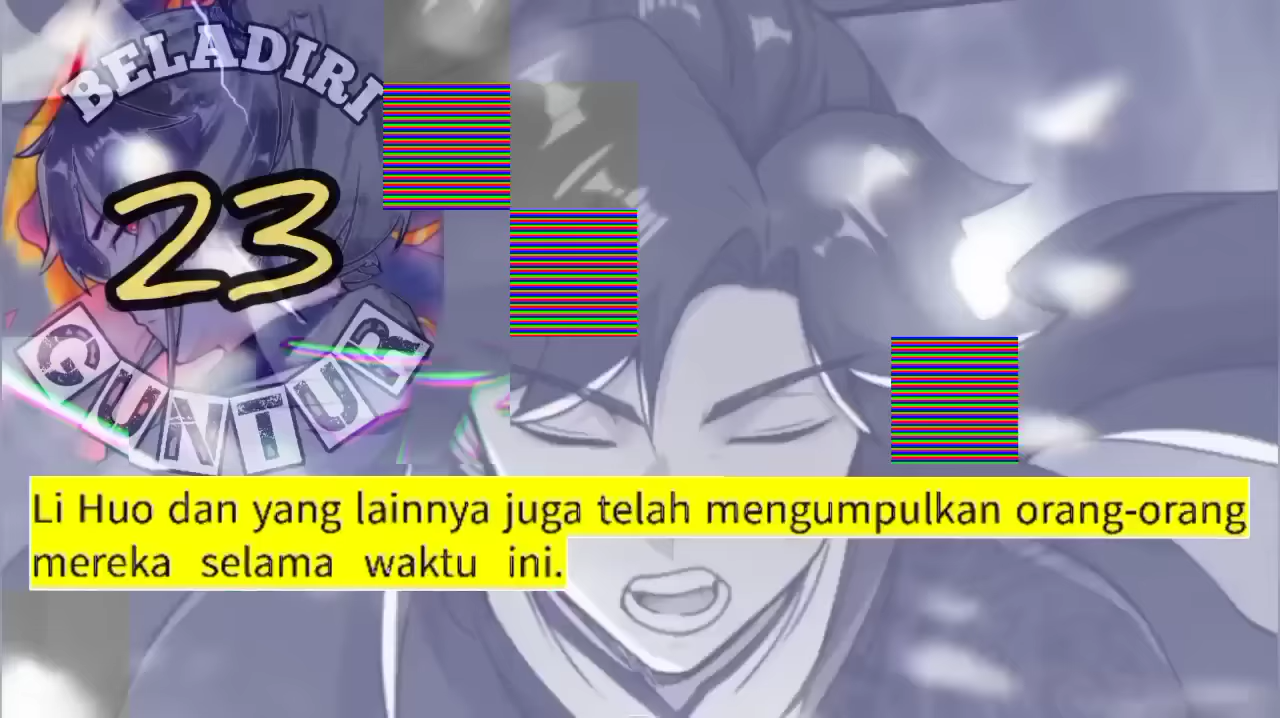 BELADIRI
23
GUNTUR
Li Huo dan yang lainnya juga telah mengumpulkan orang-orang
mereka selama waktu ini.